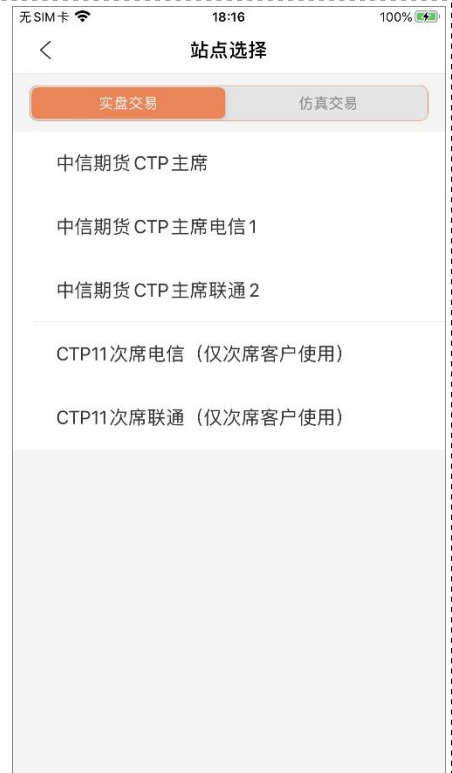 无SIM卡 18:16 100%
站点选择
实盘交易 仿真交易
中信期货CTP主席
中信期货CTP主席电信1
中信期货CTP主席联通2
CTP11次席电信（仅次席客户使用）
CTP11次席联通（仅次席客户使用）